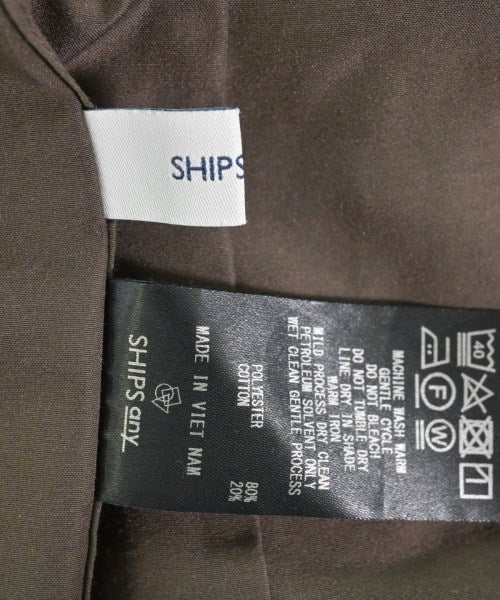 SHIPS
SHIPS any
MADE IN VIET NAM
POLYESTER 80%
COTTON 20%
MACHINE WASH WARM
GENTLE CYCLE
DO NOT BLEACH
DO NOT TUMBLE DRY
LINE DRY IN SHADE
WARM IRON
MILD PROCESS DRY CLEAN
PETROLEUM SOLVENT ONLY
WET CLEAN GENTLE PROCESS
40
F
W